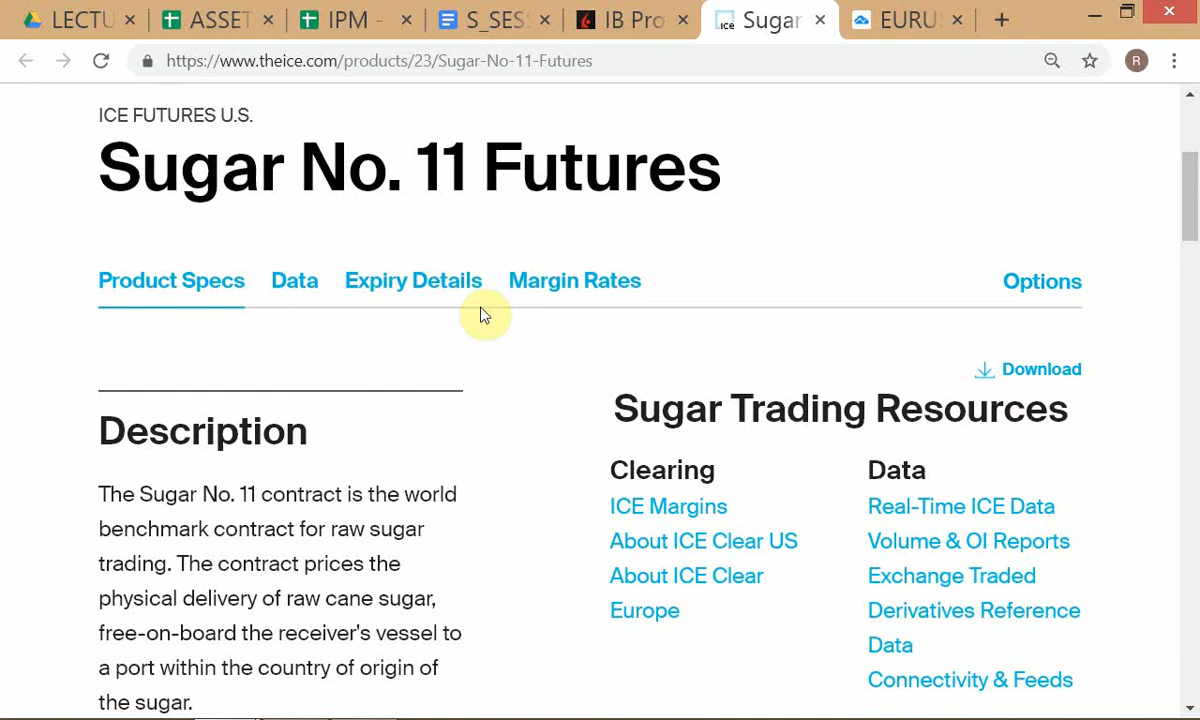 LECTU
ASSET
IPM -
S_SES
IB Pro
ice Sugar
EURU
https://www.theice.com/products/23/Sugar-No-11-Futures
R
ICE FUTURES U.S.
Sugar No. 11 Futures
Product Specs Data Expiry Details Margin Rates Options
Download
Description
The Sugar No. 11 contract is the world
benchmark contract for raw sugar
trading. The contract prices the
physical delivery of raw cane sugar,
free-on-board the receiver's vessel to
a port within the country of origin of
the sugar.
Sugar Trading Resources
Clearing
ICE Margins
About ICE Clear US
About ICE Clear
Europe
Data
Real-Time ICE Data
Volume & OI Reports
Exchange Traded
Derivatives Reference
Data
Connectivity & Feeds